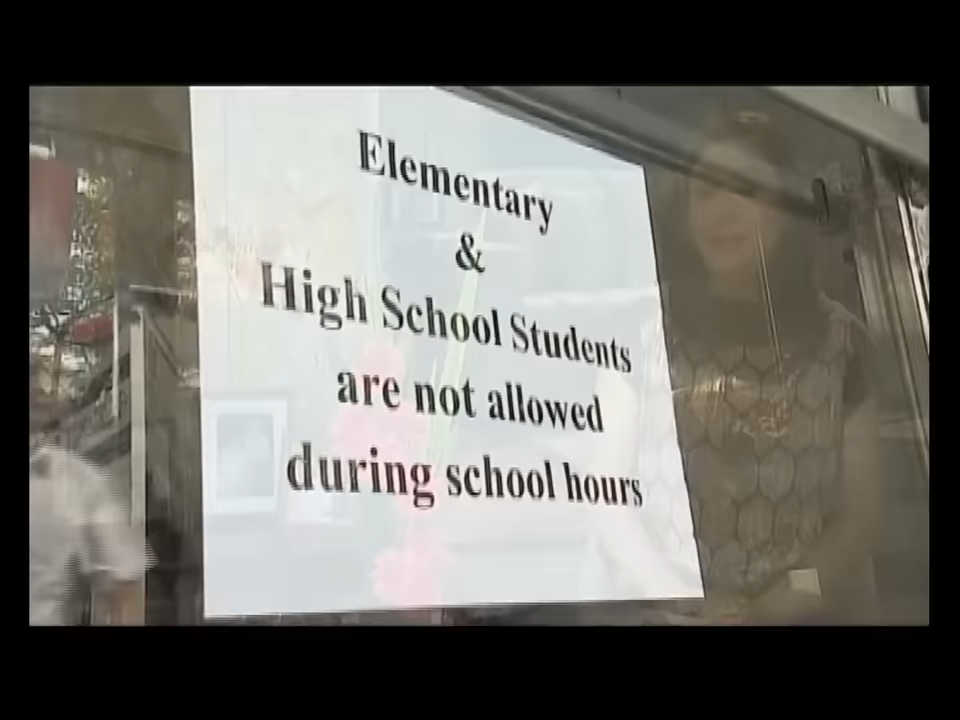 Elementary
&
High School Students
are not allowed
during school hours